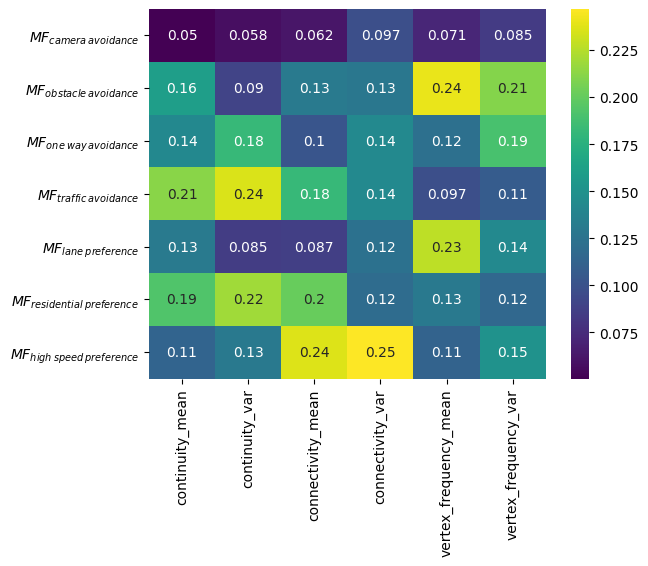 MF camera avoidance 0.05 0.058 0.062 0.097 0.071 0.085
MF obstacle avoidance 0.16 0.09 0.13 0.13 0.24 0.21
MF one way avoidance 0.14 0.18 0.1 0.14 0.12 0.19
MF traffic avoidance 0.21 0.24 0.18 0.14 0.097 0.11
MF lane preference 0.13 0.085 0.087 0.12 0.23 0.14
MF residential preference 0.19 0.22 0.2 0.12 0.13 0.12
MF high speed preference 0.11 0.13 0.24 0.25 0.11 0.15
continuity_mean
continuity_var
connectivity_mean
connectivity_var
vertex_frequency_mean
vertex_frequency_var
0.225
0.200
0.175
0.150
0.125
0.100
0.075